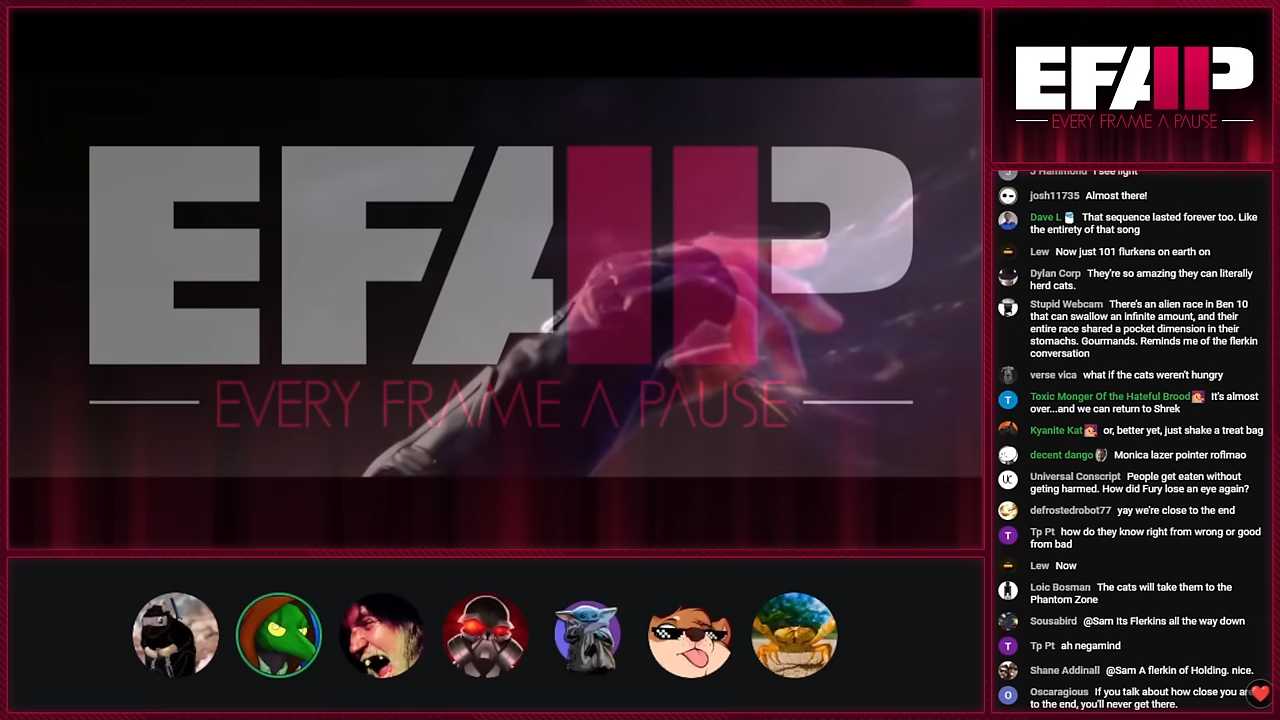 EFAP
EVERY FRAME A PAUSE
EFAP
EVERY FRAME A PAUSE
J Hammond I see light
josh11735 Almost there!
Dave L That sequence lasted forever too. Like
the entirety of that song
Lew Now just 101 flurkens on earth on
Dylan Corp They're so amazing they can literally
herd cats.
Stupid Webcam There's an alien race in Ben 10
that can swallow an infinite amount, and their
entire race shared a pocket dimension in their
stomachs. Gourmands. Reminds me of the flerkin
conversation
verse vica what if the cats weren't hungry
T Toxic Monger Of the Hateful Brood It's almost
over...and we can return to Shrek
Kyanite Kat or, better yet, just shake a treat bag
decent dango Monica lazer pointer roflmao
UC Universal Conscript People get eaten without
geting harmed. How did Fury lose an eye again?
defrostedrobot77 yay we're close to the end
T Tp Pt how do they know right from wrong or good
from bad
Lew Now
Loic Bosman The cats will take them to the
Phantom Zone
Sousabird @Sam Its Flerkins all the way down
T Tp Pt ah negamind
Shane Addinall @Sam A flerkin of Holding. nice.
O Oscaragious If you talk about how close you are
to the end, you'll never get there.